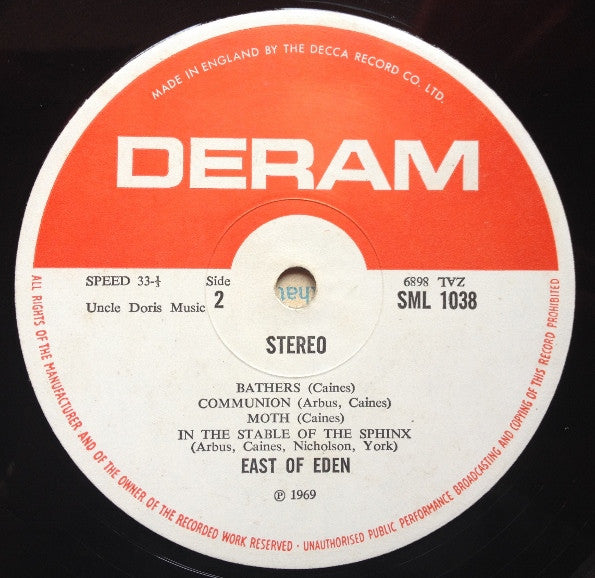 MADE IN ENGLAND BY THE DECCA RECORD CO. LTD.
DERAM
SPEED 33-⅓ Side 2
Uncle Doris Music
ZAL 6899
SML 1038
hat
STEREO
BATHERS (Caines)
COMMUNION (Arbus, Caines)
MOTH (Caines)
IN THE STABLE OF THE SPHINX
(Arbus, Caines, Nicholson, York)
EAST OF EDEN
℗ 1969
ALL RIGHTS OF THE MANUFACTURER AND OF THE OWNER OF THE RECORDED WORK RESERVED · UNAUTHORISED PUBLIC PERFORMANCE BROADCASTING AND COPYING OF THIS RECORD PROHIBITED